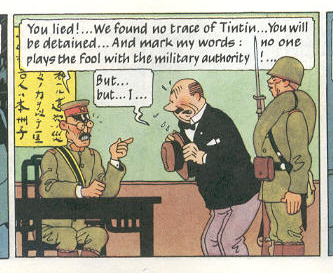 You lied!...We found no trace of Tintin...You will
be detained... And mark my words: no one
plays the fool with the military authority !...
But...
but...I...